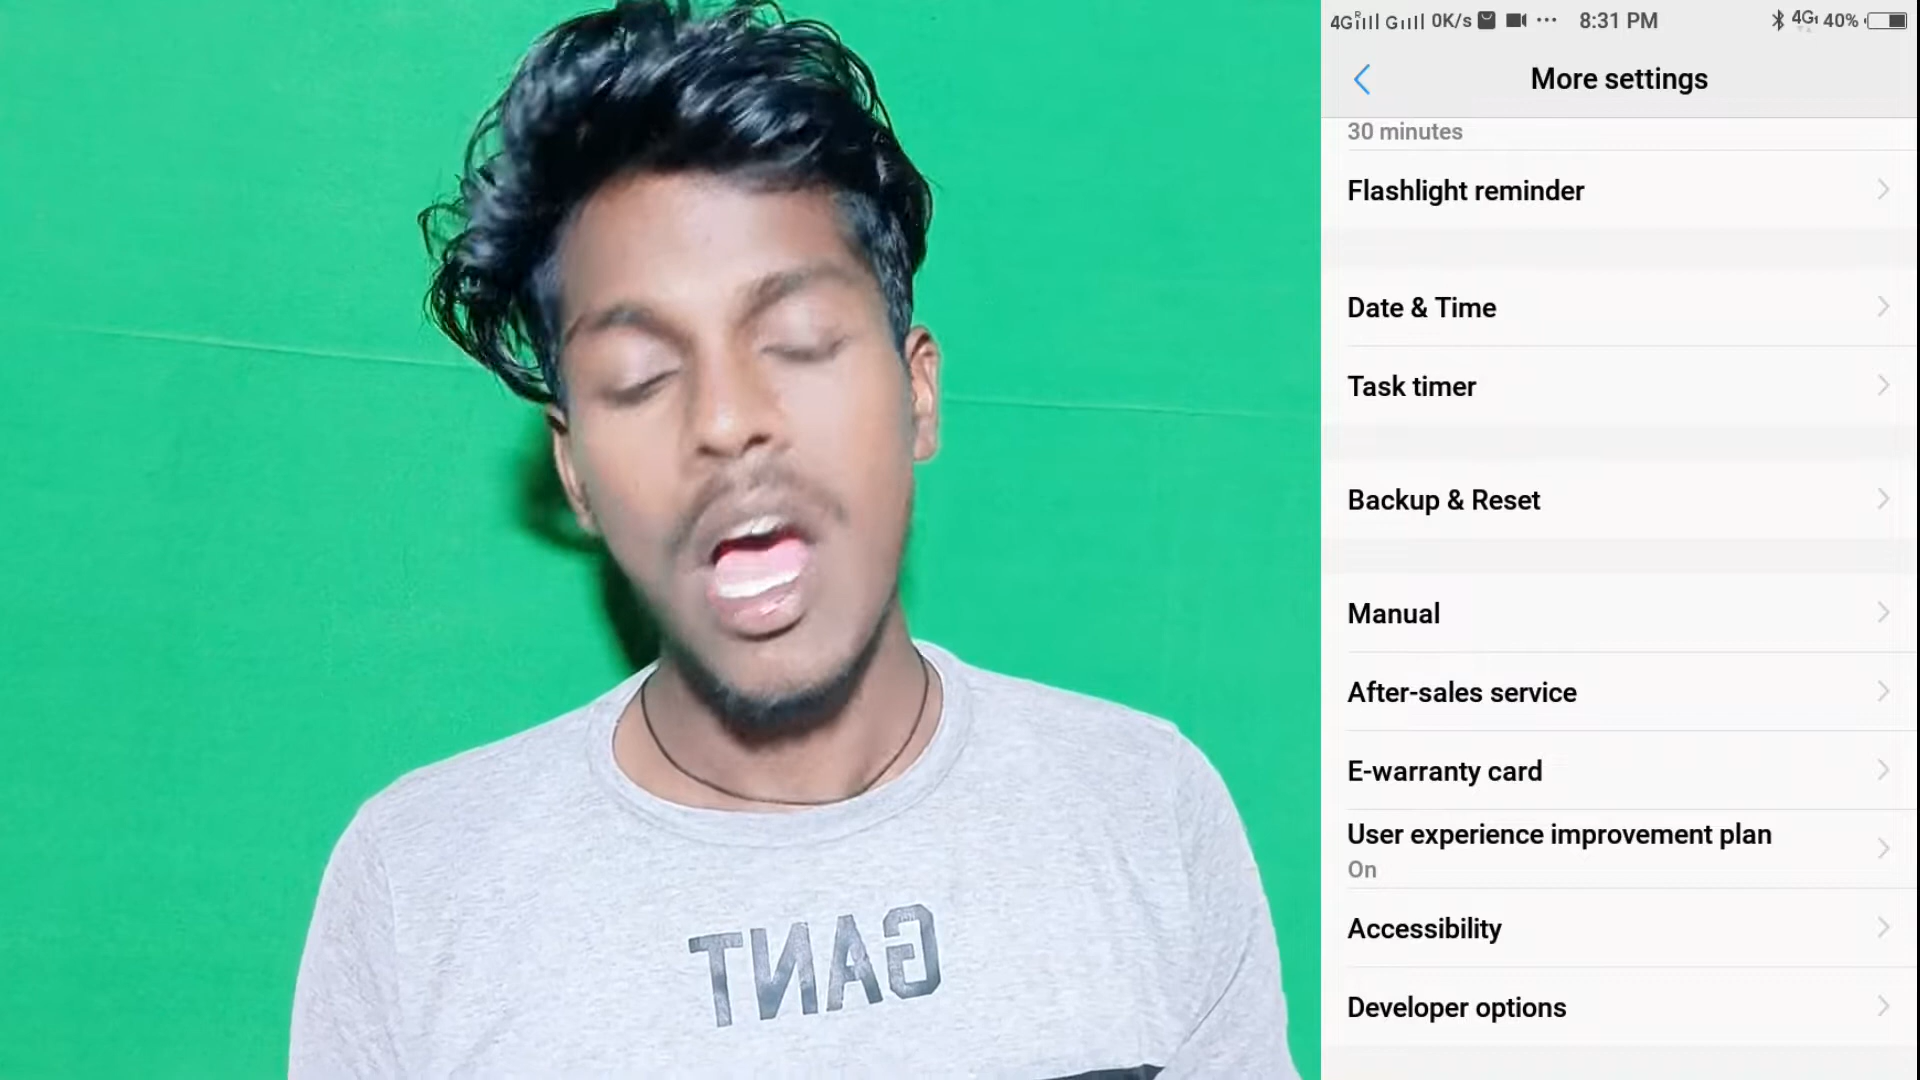 GANT
4G R G 0K/s ... 8:31 PM 4G 40%
More settings
30 minutes
Flashlight reminder
Date & Time
Task timer
Backup & Reset
Manual
After-sales service
E-warranty card
User experience improvement plan
On
Accessibility
Developer options